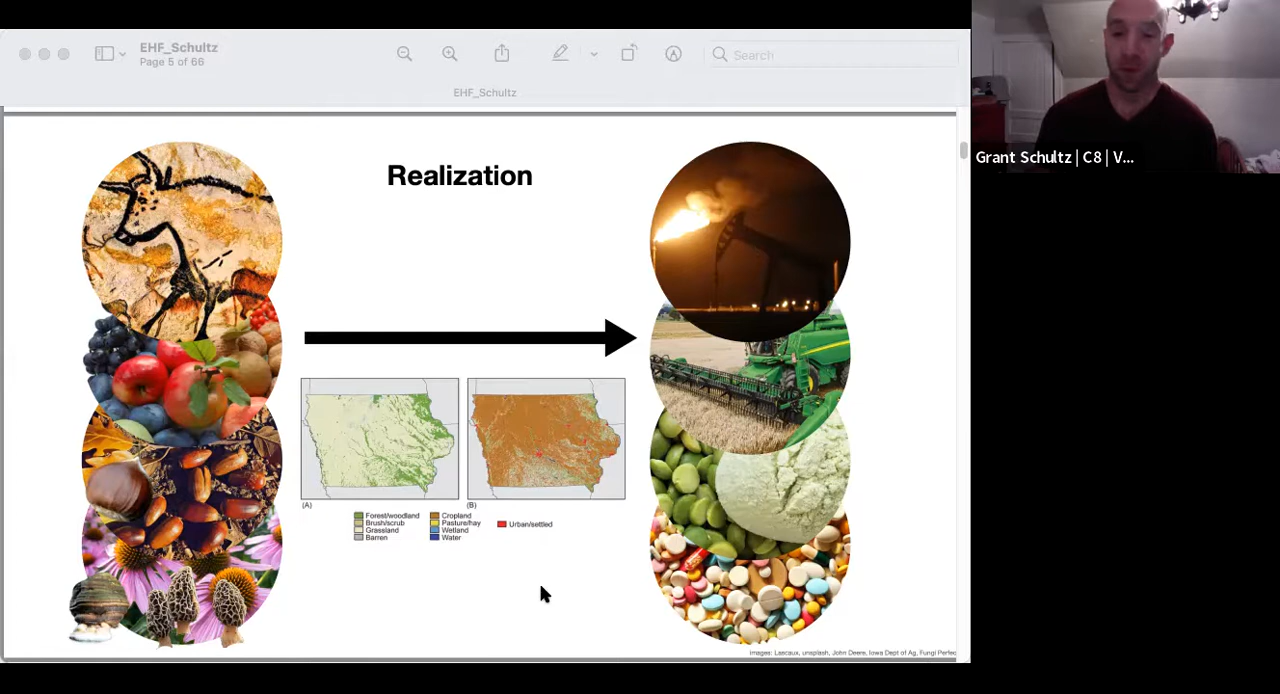 EHF_Schultz
Page 5 of 66
Search
EHF_Schultz
Grant Schultz | C8 | V...
Realization
(A)
(B)
Forest/woodland
Brush/scrub
Grassland
Barren
Cropland
Pasture/hay
Wetland
Water
Urban/settled
Images: Lascaux, unsplash, John Deere, Iowa Dept of Ag, Fungi Perfec